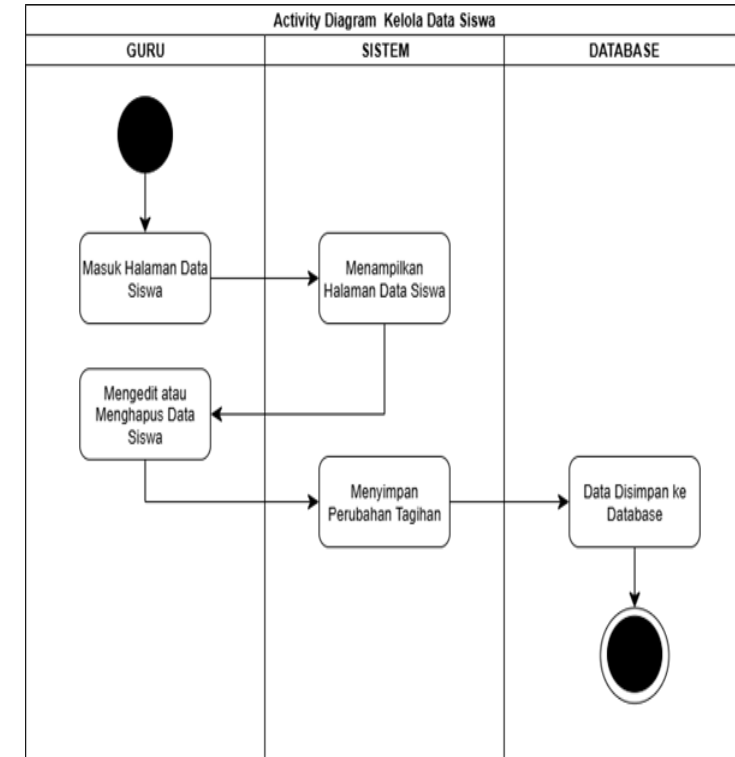 Activity Diagram Kelola Data Siswa
GURU
SISTEM
DATABASE
Masuk Halaman Data
Siswa
Menampilkan
Halaman Data Siswa
Mengedit atau
Menghapus Data
Siswa
Menyimpan
Perubahan Tagihan
Data Disimpan ke
Database